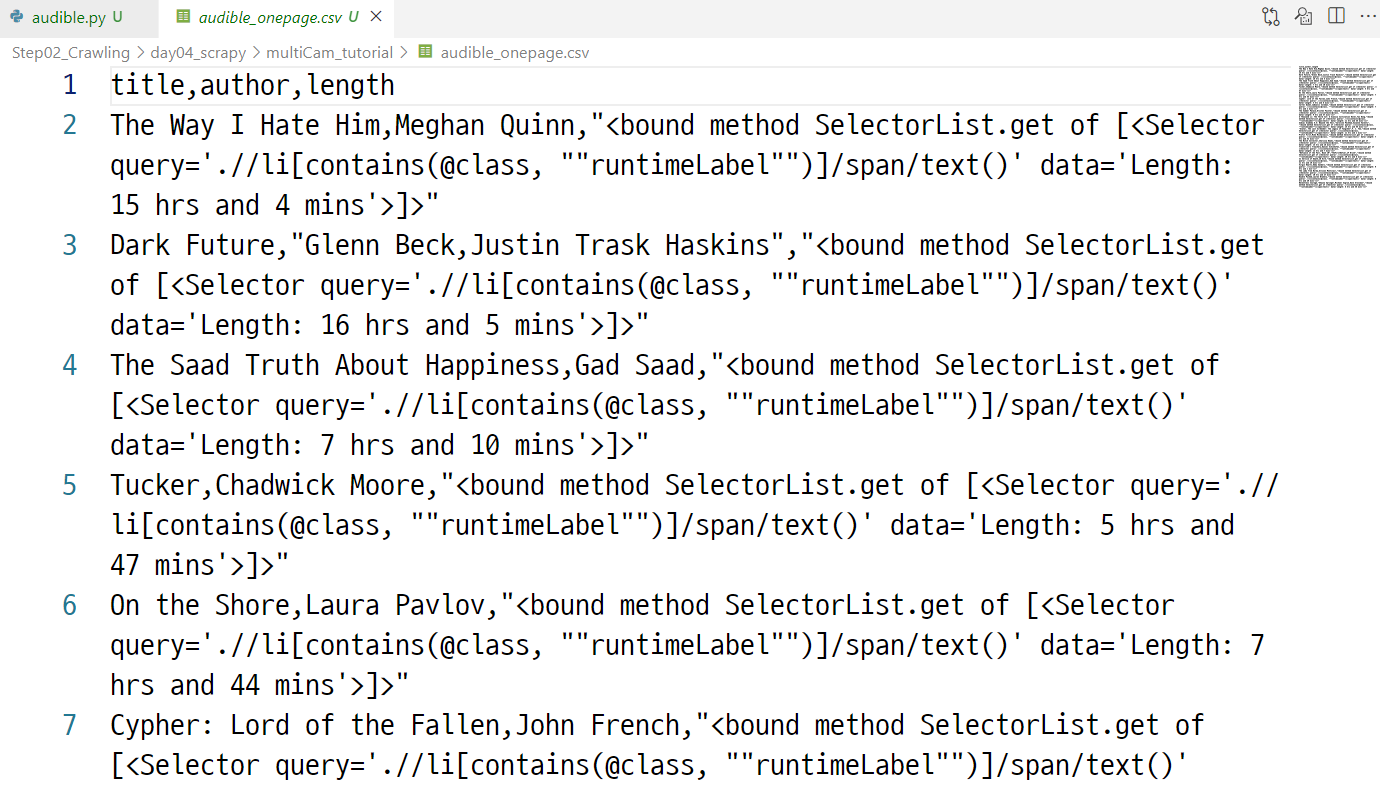 audible.py U
audible_onepage.csv U
Step02_Crawling > day04_scrapy > multiCam_tutorial > audible_onepage.csv
1 title,author,length
2 The Way I Hate Him,Meghan Quinn,"<bound method SelectorList.get of [<Selector
query='.//li[contains(@class, ""runtimeLabel"")]/span/text()' data='Length:
15 hrs and 4 mins'>]>"
3 Dark Future,"Glenn Beck,Justin Trask Haskins","<bound method SelectorList.get
of [<Selector query='.//li[contains(@class, ""runtimeLabel"")]/span/text()'
data='Length: 16 hrs and 5 mins'>]>"
4 The Saad Truth About Happiness,Gad Saad,"<bound method SelectorList.get of
[<Selector query='.//li[contains(@class, ""runtimeLabel"")]/span/text()'
data='Length: 7 hrs and 10 mins'>]>"
5 Tucker,Chadwick Moore,"<bound method SelectorList.get of [<Selector query='.//
li[contains(@class, ""runtimeLabel"")]/span/text()' data='Length: 5 hrs and
47 mins'>]>"
6 On the Shore,Laura Pavlov,"<bound method SelectorList.get of [<Selector
query='.//li[contains(@class, ""runtimeLabel"")]/span/text()' data='Length: 7
hrs and 44 mins'>]>"
7 Cypher: Lord of the Fallen,John French,"<bound method SelectorList.get of
[<Selector query='.//li[contains(@class, ""runtimeLabel"")]/span/text()'